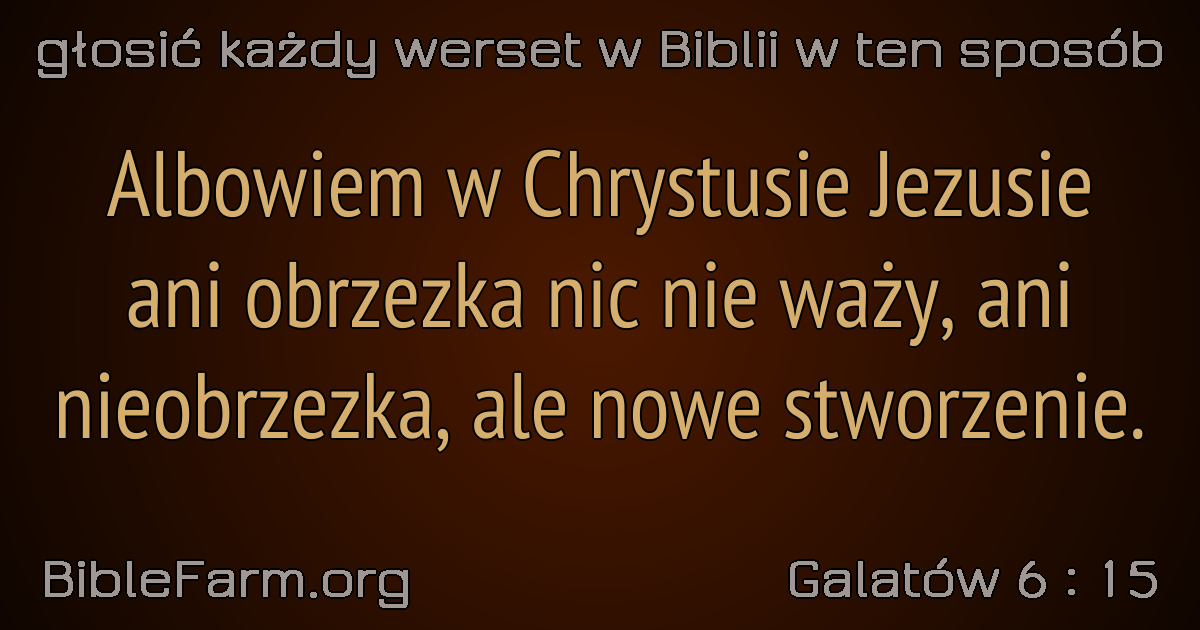 głosić każdy werset w Biblii w ten sposób
Albowiem w Chrystusie Jezusie
ani obrzezka nic nie waży, ani
nieobrzezka, ale nowe stworzenie.
BibleFarm.org
Galatów 6 : 15